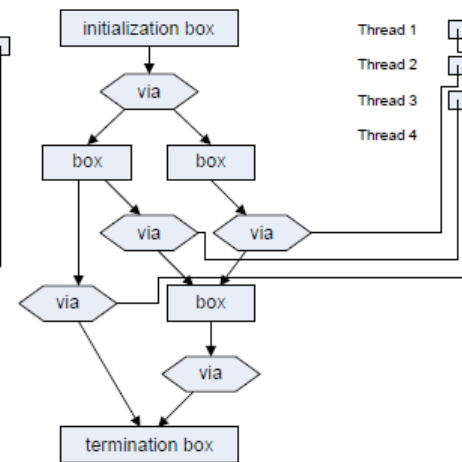 initialization box
Thread 1
Thread 2
via
Thread 3
Thread 4
box
box
via
via
via
box
via
termination box